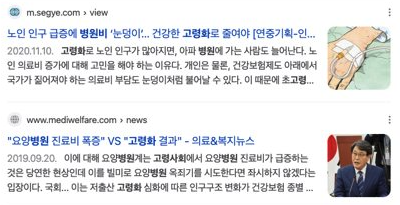 m.segye.com › view
노인 인구 급증에 병원비 '눈덩이'… 건강한 고령화로 줄여야 [연중기획-인...
2020.11.10. 고령화로 노인 인구가 많아지면, 아파 병원에 가는 사람도 늘어난다. 노
인 의료비 증가에 대해 고민을 해야 하는 이유다. 개인은 물론, 건강보험제도 아래에서
국가가 짊어져야 하는 의료비 부담도 눈덩이처럼 불어날 수 있다. 이 때문에 초고령...
www.mediwelfare.com › news
"요양병원 진료비 폭증" VS "고령화 결과" - 의료&복지뉴스
2019.09.20. 이에 대해 요양병원계는 고령사회에서 요양병원 진료비가 급증하는
것은 당연한 현상인데 이를 빌미로 요양병원 옥죄기를 시도한다면 좌시하지 않겠다는
입장이다. 국회... 이는 저출산 고령화 심화에 따른 인구구조 변화가 건강보험 종별 ...